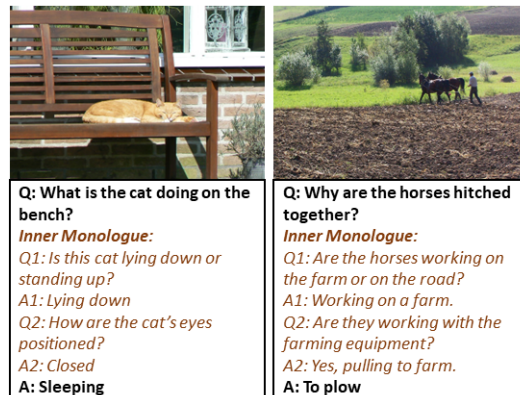 Q: What is the cat doing on the
bench?
Inner Monologue:
Q1: Is this cat lying down or
standing up?
A1: Lying down
Q2: How are the cat's eyes
positioned?
A2: Closed
A: Sleeping
Q: Why are the horses hitched
together?
Inner Monologue:
Q1: Are the horses working on
the farm or on the road?
A1: Working on a farm.
Q2: Are they working with the
farming equipment?
A2: Yes, pulling to farm.
A: To plow